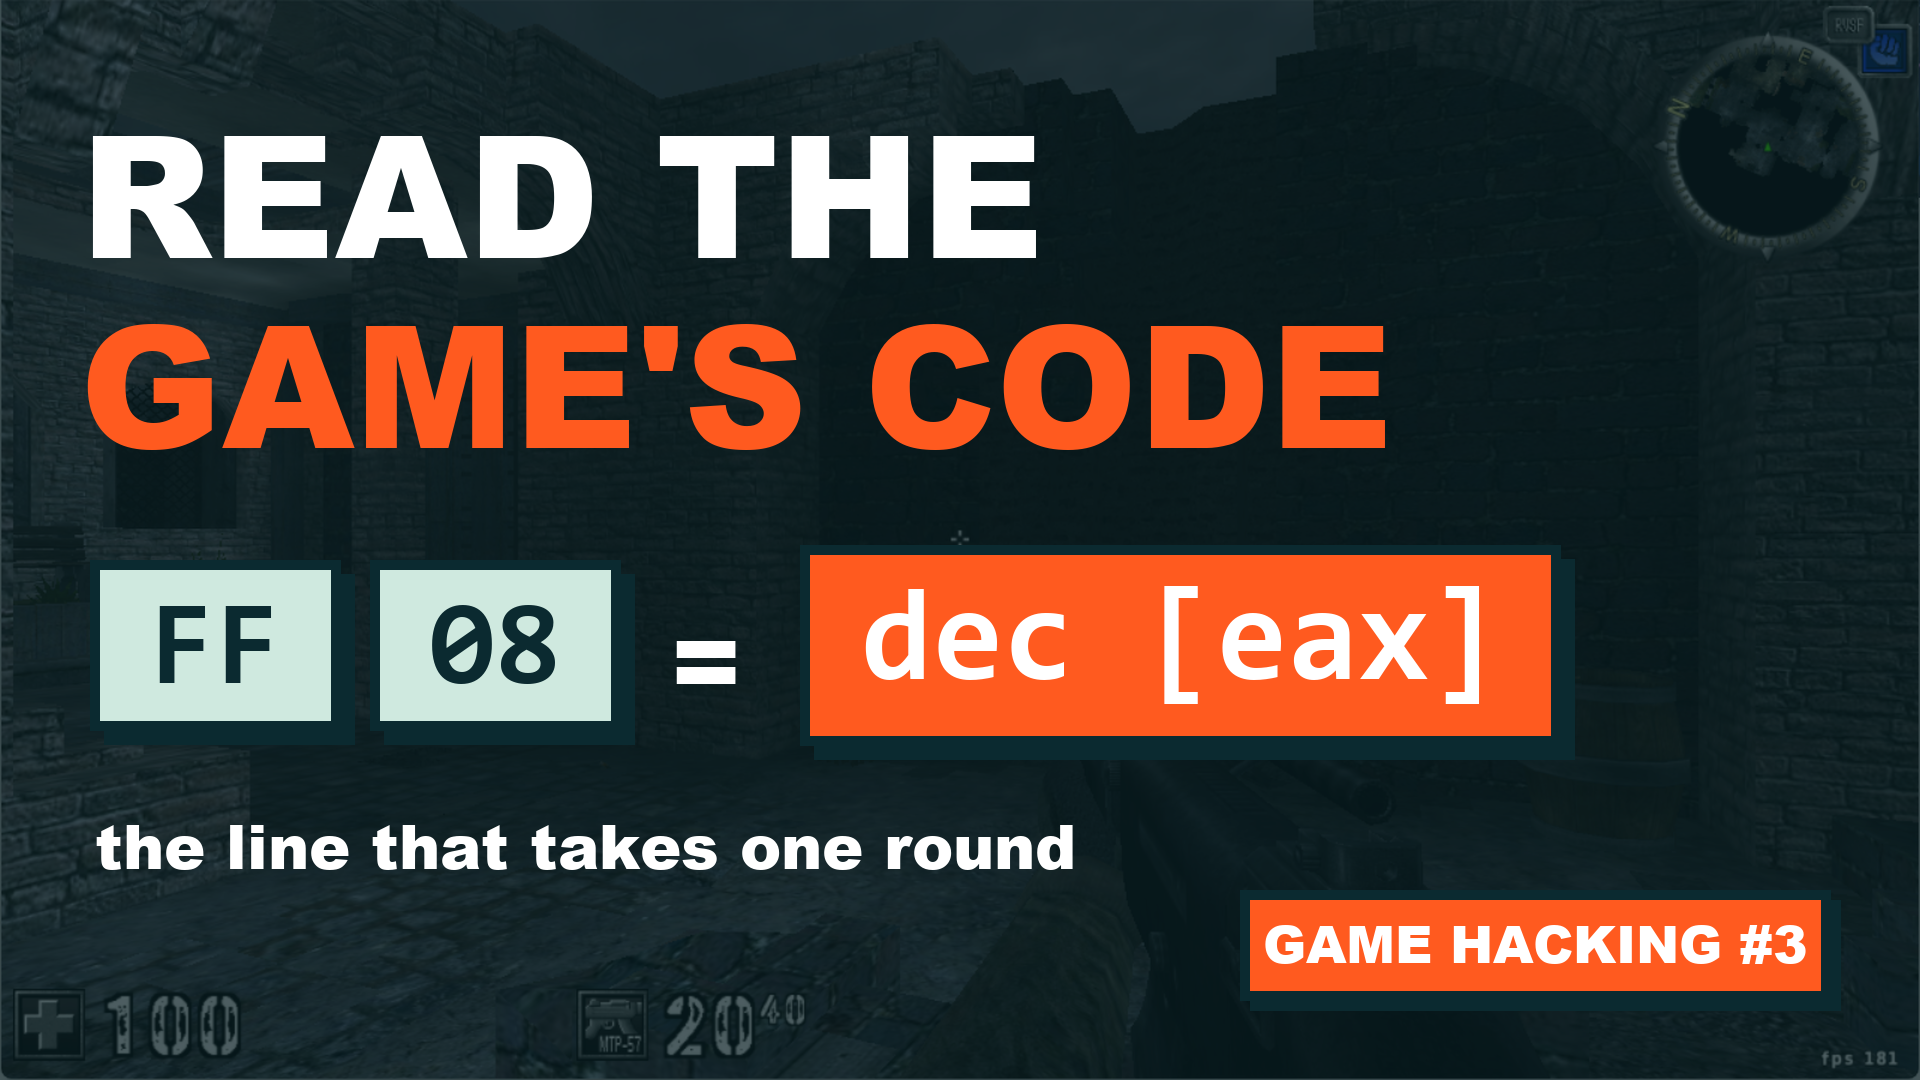 RVSF
N
E
S
W
READ THE
GAME'S CODE
FF 08 = dec [eax]
the line that takes one round
GAME HACKING #3
100
MTP-57
20 40
fps 181